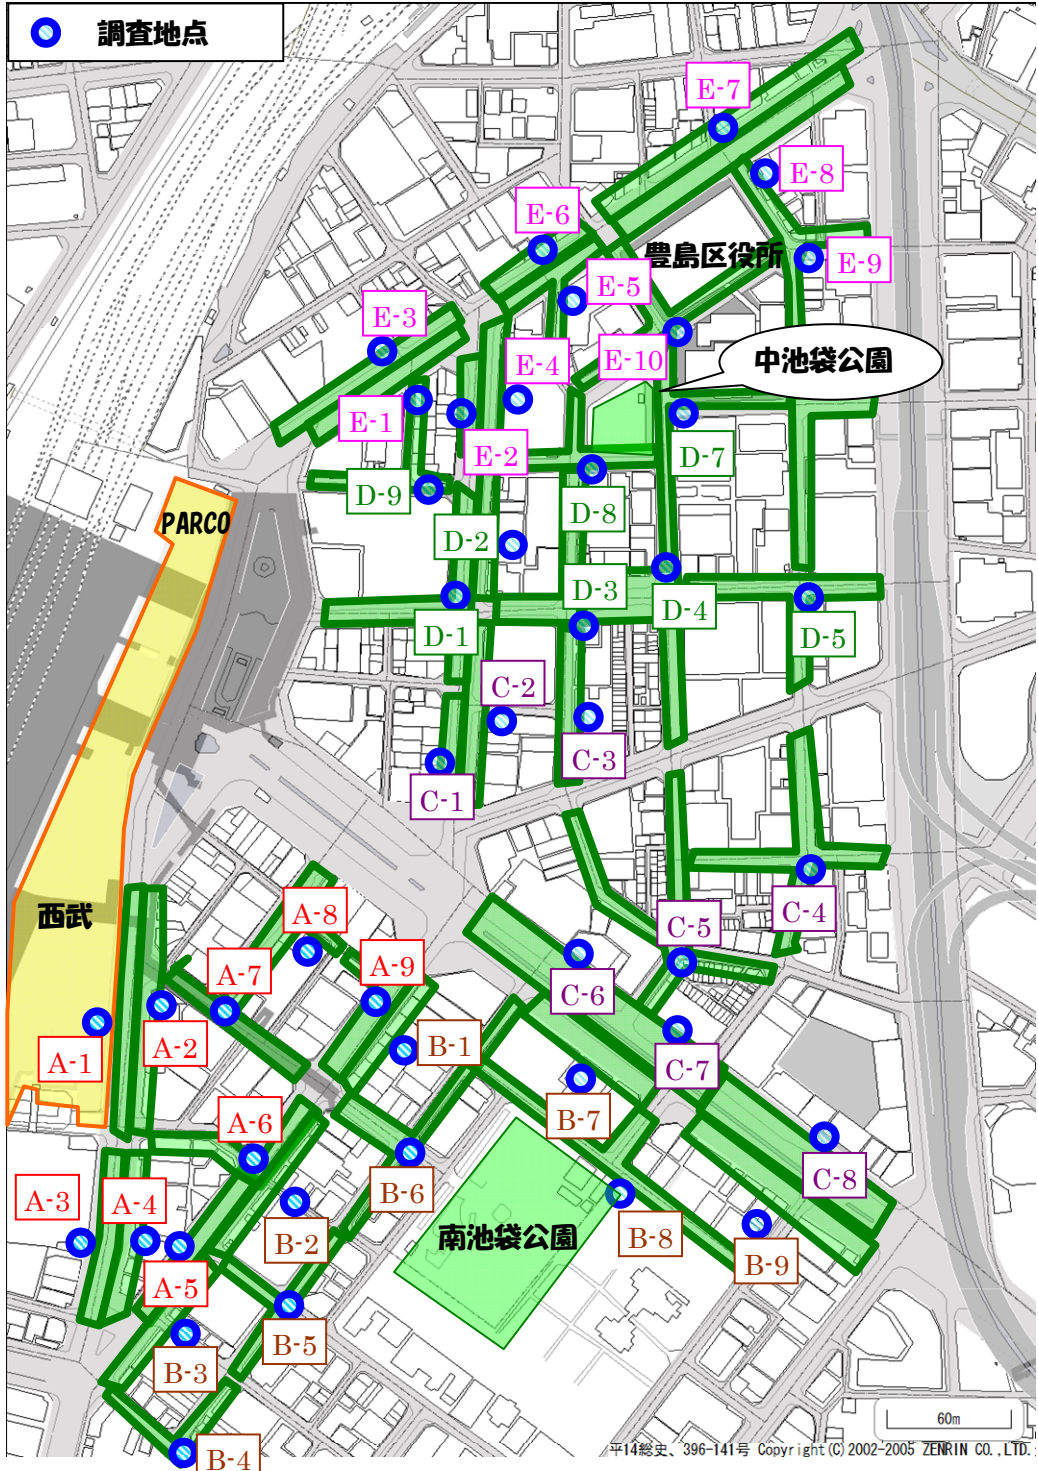 調査地点
E-7
E-8
E-6
豊島区役所
E-9
E-5
E-3
E-10
中池袋公園
E-4
E-1
E-2
D-7
D-9
PARCO
D-8
D-2
D-3
D-4
D-1
D-5
C-2
C-3
C-1
西武
A-8
C-4
C-5
A-7
A-9
C-6
A-1
A-2
B-1
C-7
B-7
A-6
C-8
A-3
A-4
B-6
B-2
南池袋公園
B-8
B-9
A-5
B-5
B-3
B-4
60m
平14総史、396-141号 Copyright(C)2002-2005 ZENRIN CO.,LTD.